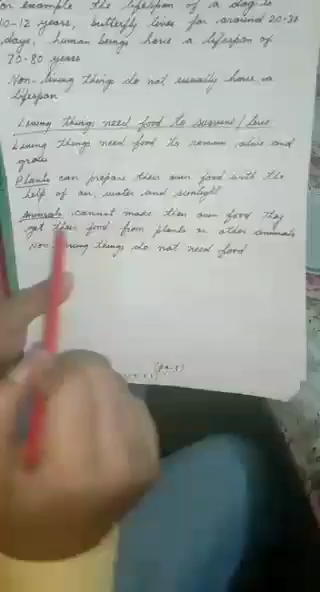 or example the lifespan of a dog is
10-12 years, butterfly lives for around 20-30
days, human beings have a lifespan of
70-80 years
Non-living things do not usually have a
lifespan
Living things need food to survive / Live
Living things need food to remain alive and
grow
Plants can prepare their own food with the
help of air, water and sunlight
Animals cannot make their own food They
get their food from plants or other animals
Non-living things do not need food